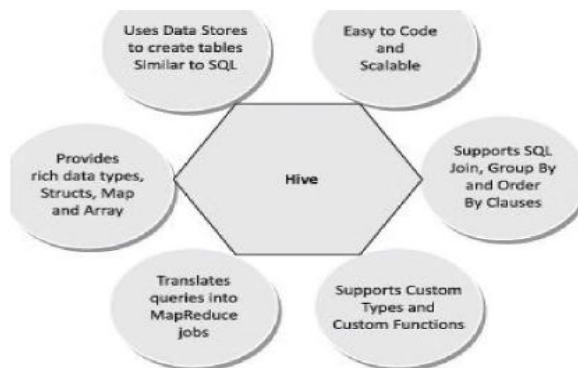 Uses Data Stores
to create tables
Similar to SQL
Easy to Code
and
Scalable
Provides
rich data types,
Structs, Map
and Array
Hive
Supports SQL
Join, Group By
and Order
By Clauses
Translates
queries into
MapReduce
jobs
Supports Custom
Types and
Custom Functions